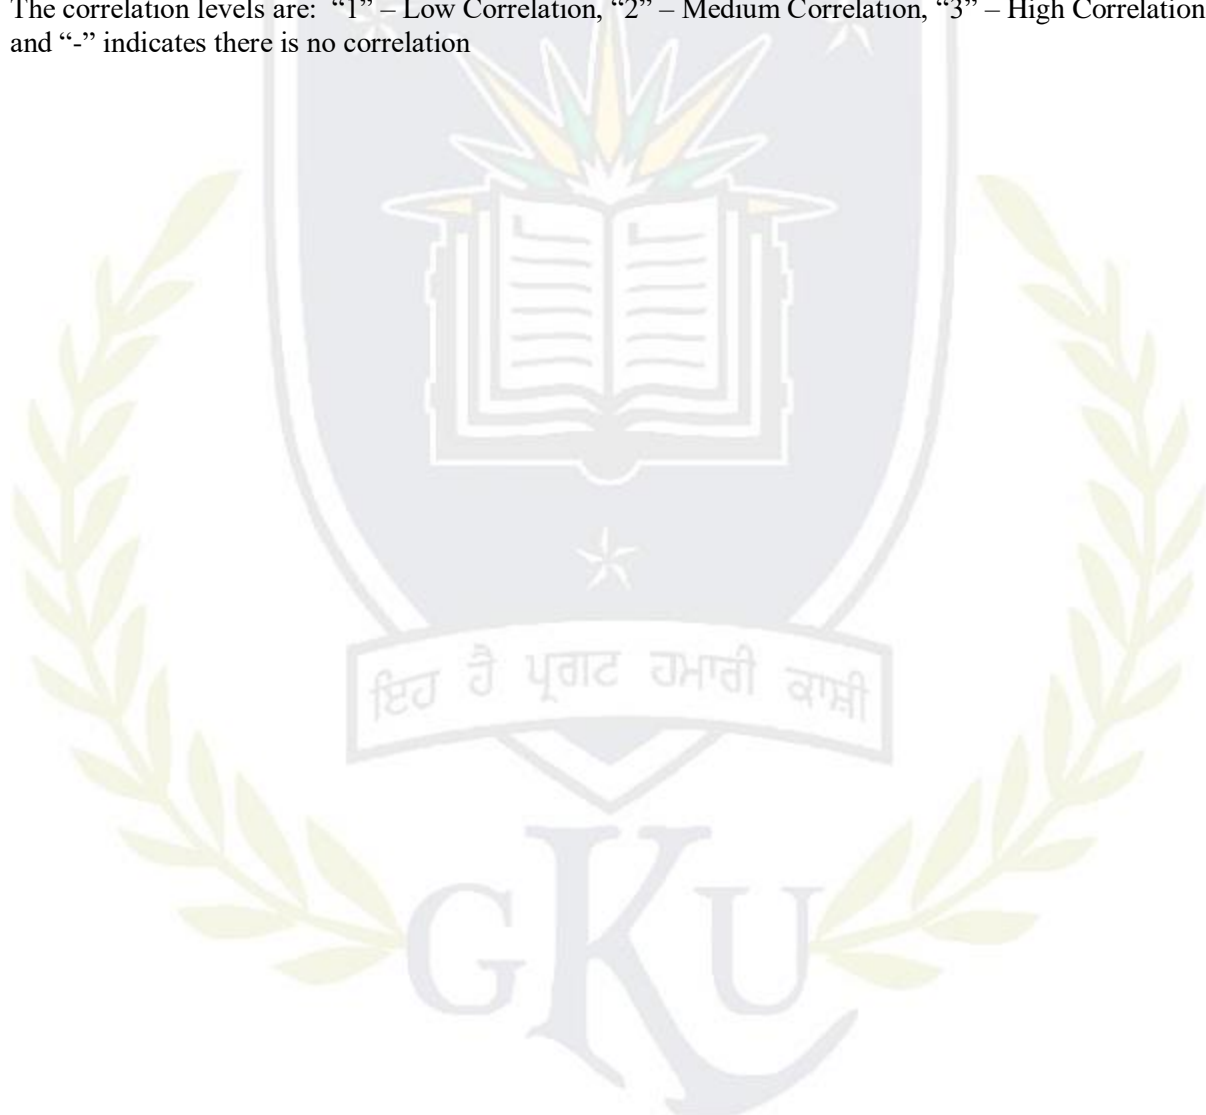 The correlation levels are: “1” – Low Correlation, “2” – Medium Correlation, “3” – High Correlation
and “-” indicates there is no correlation
ਇਹ ਹੈ ਪ੍ਰਗਟ ਹਮਾਰੀ ਕਾਸ਼ੀ
GKU